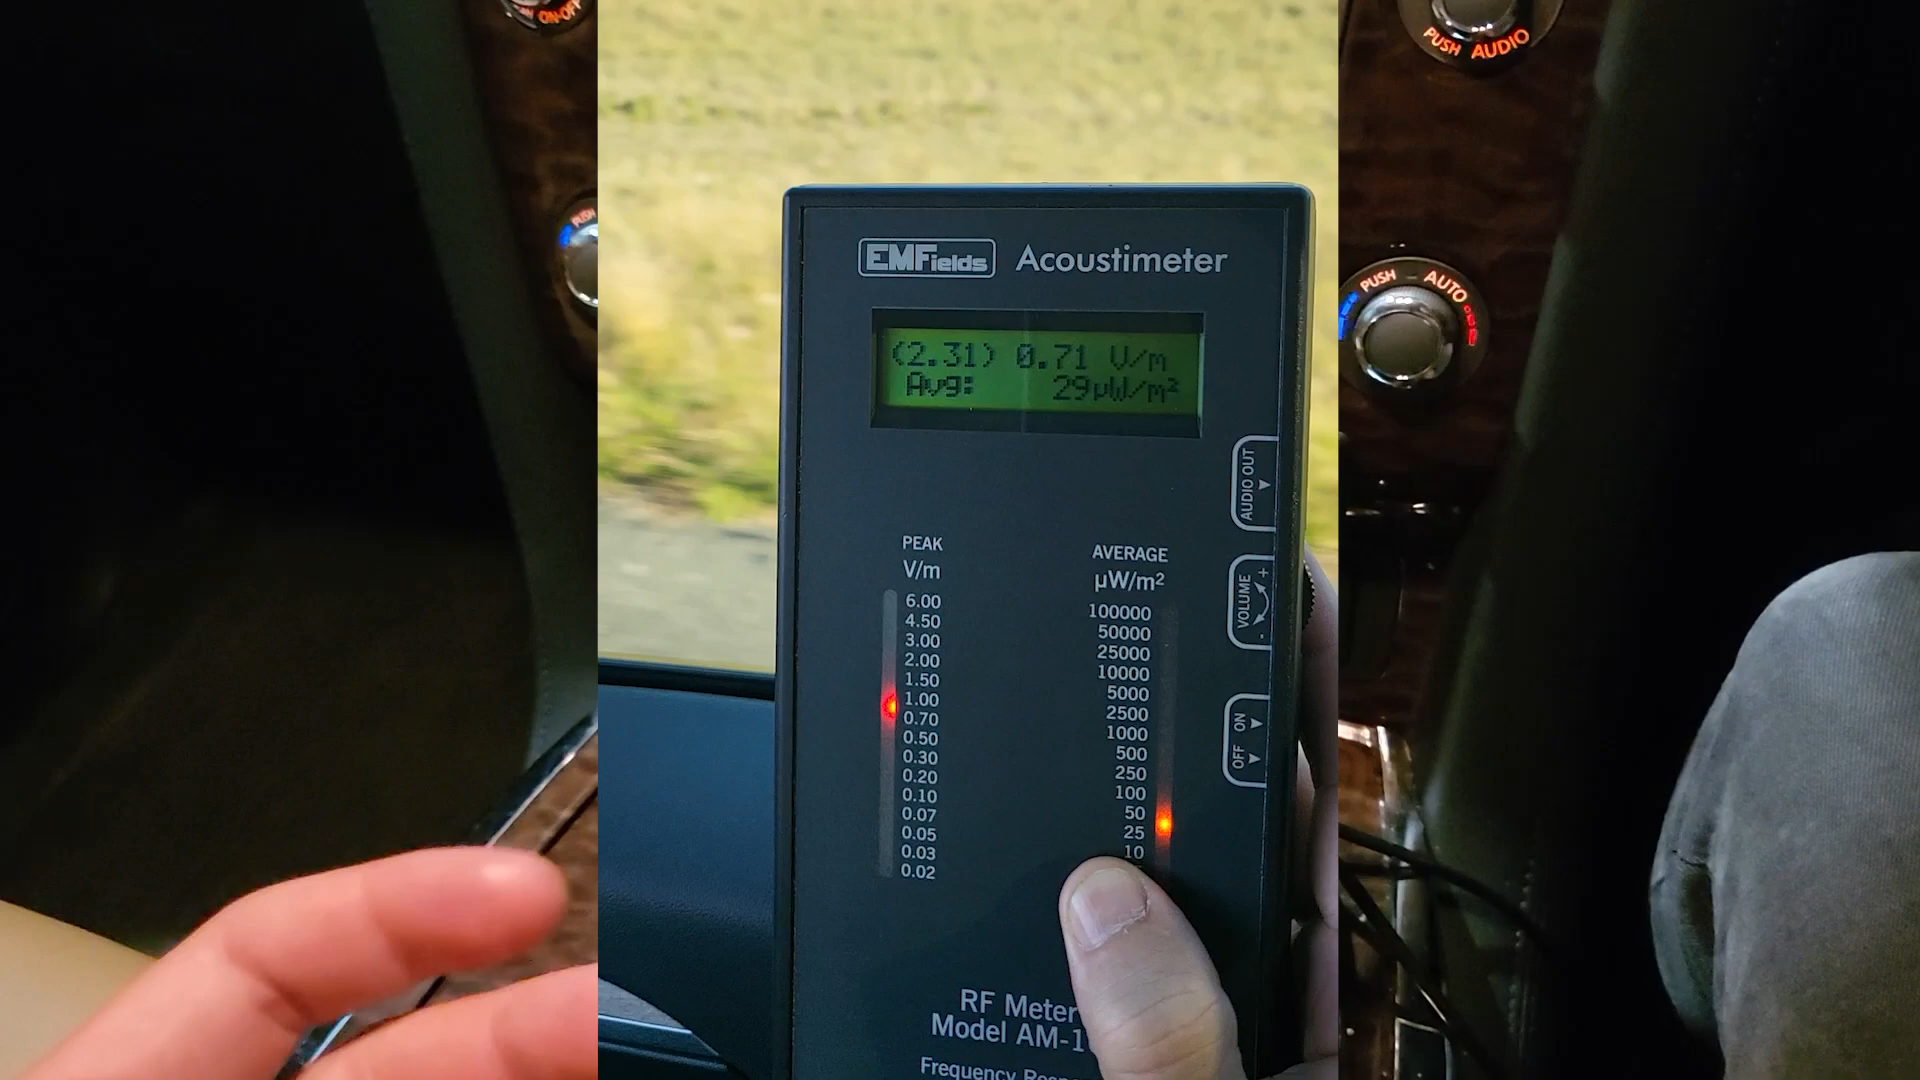 ON-OFF
PUSH
EMFields Acoustimeter
(2.31) 0.71 V/m
Avg: 29µW/m²
AUDIO OUT
VOLUME
- +
OFF ON
PEAK
V/m
6.00
4.50
3.00
2.00
1.50
1.00
0.70
0.50
0.30
0.20
0.10
0.07
0.05
0.03
0.02
AVERAGE
µW/m²
100000
50000
25000
10000
5000
2500
1000
500
250
100
50
25
10
RF Meter
Model AM-1
Frequency
PUSH AUDIO
PUSH AUTO